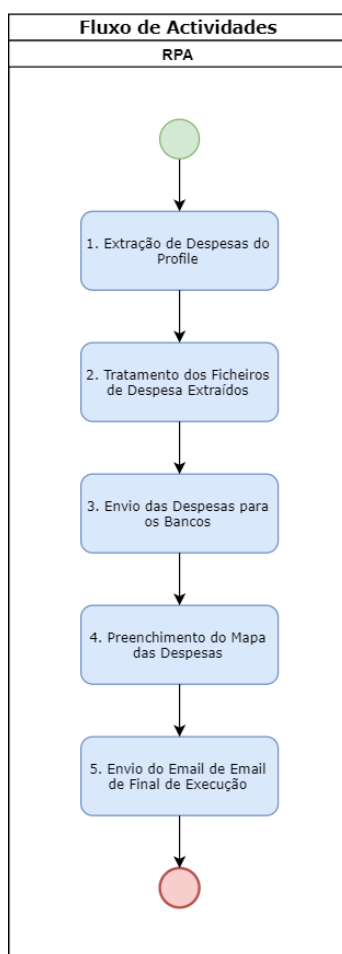 Fluxo de Actividades
RPA
1. Extração de Despesas do
Profile
2. Tratamento dos Ficheiros
de Despesa Extraídos
3. Envio das Despesas para
os Bancos
4. Preenchimento do Mapa
das Despesas
5. Envio do Email de Email
de Final de Execução